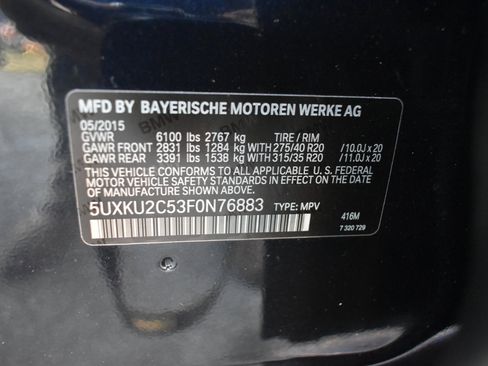 MFD BY BAYERISCHE MOTOREN WERKE AG
05/2015
GVWR 6100 lbs 2767 kg TIRE / RIM
GAWR FRONT 2831 lbs 1284 kg WITH 275/40 R20 /10.0J x 20
GAWR REAR 3391 lbs 1538 kg WITH 315/35 R20 /11.0J x 20
THIS VEHICLE CONFORMS TO ALL APPLICABLE U. S. FEDERAL
MOTOR VEHICLE SAFETY STANDARDS IN EFFECT ON THE DATE
OF MANUFACTURE SHOWN ABOVE.
5UXKU2C53F0N76883 TYPE: MPV
416M
7 320 729